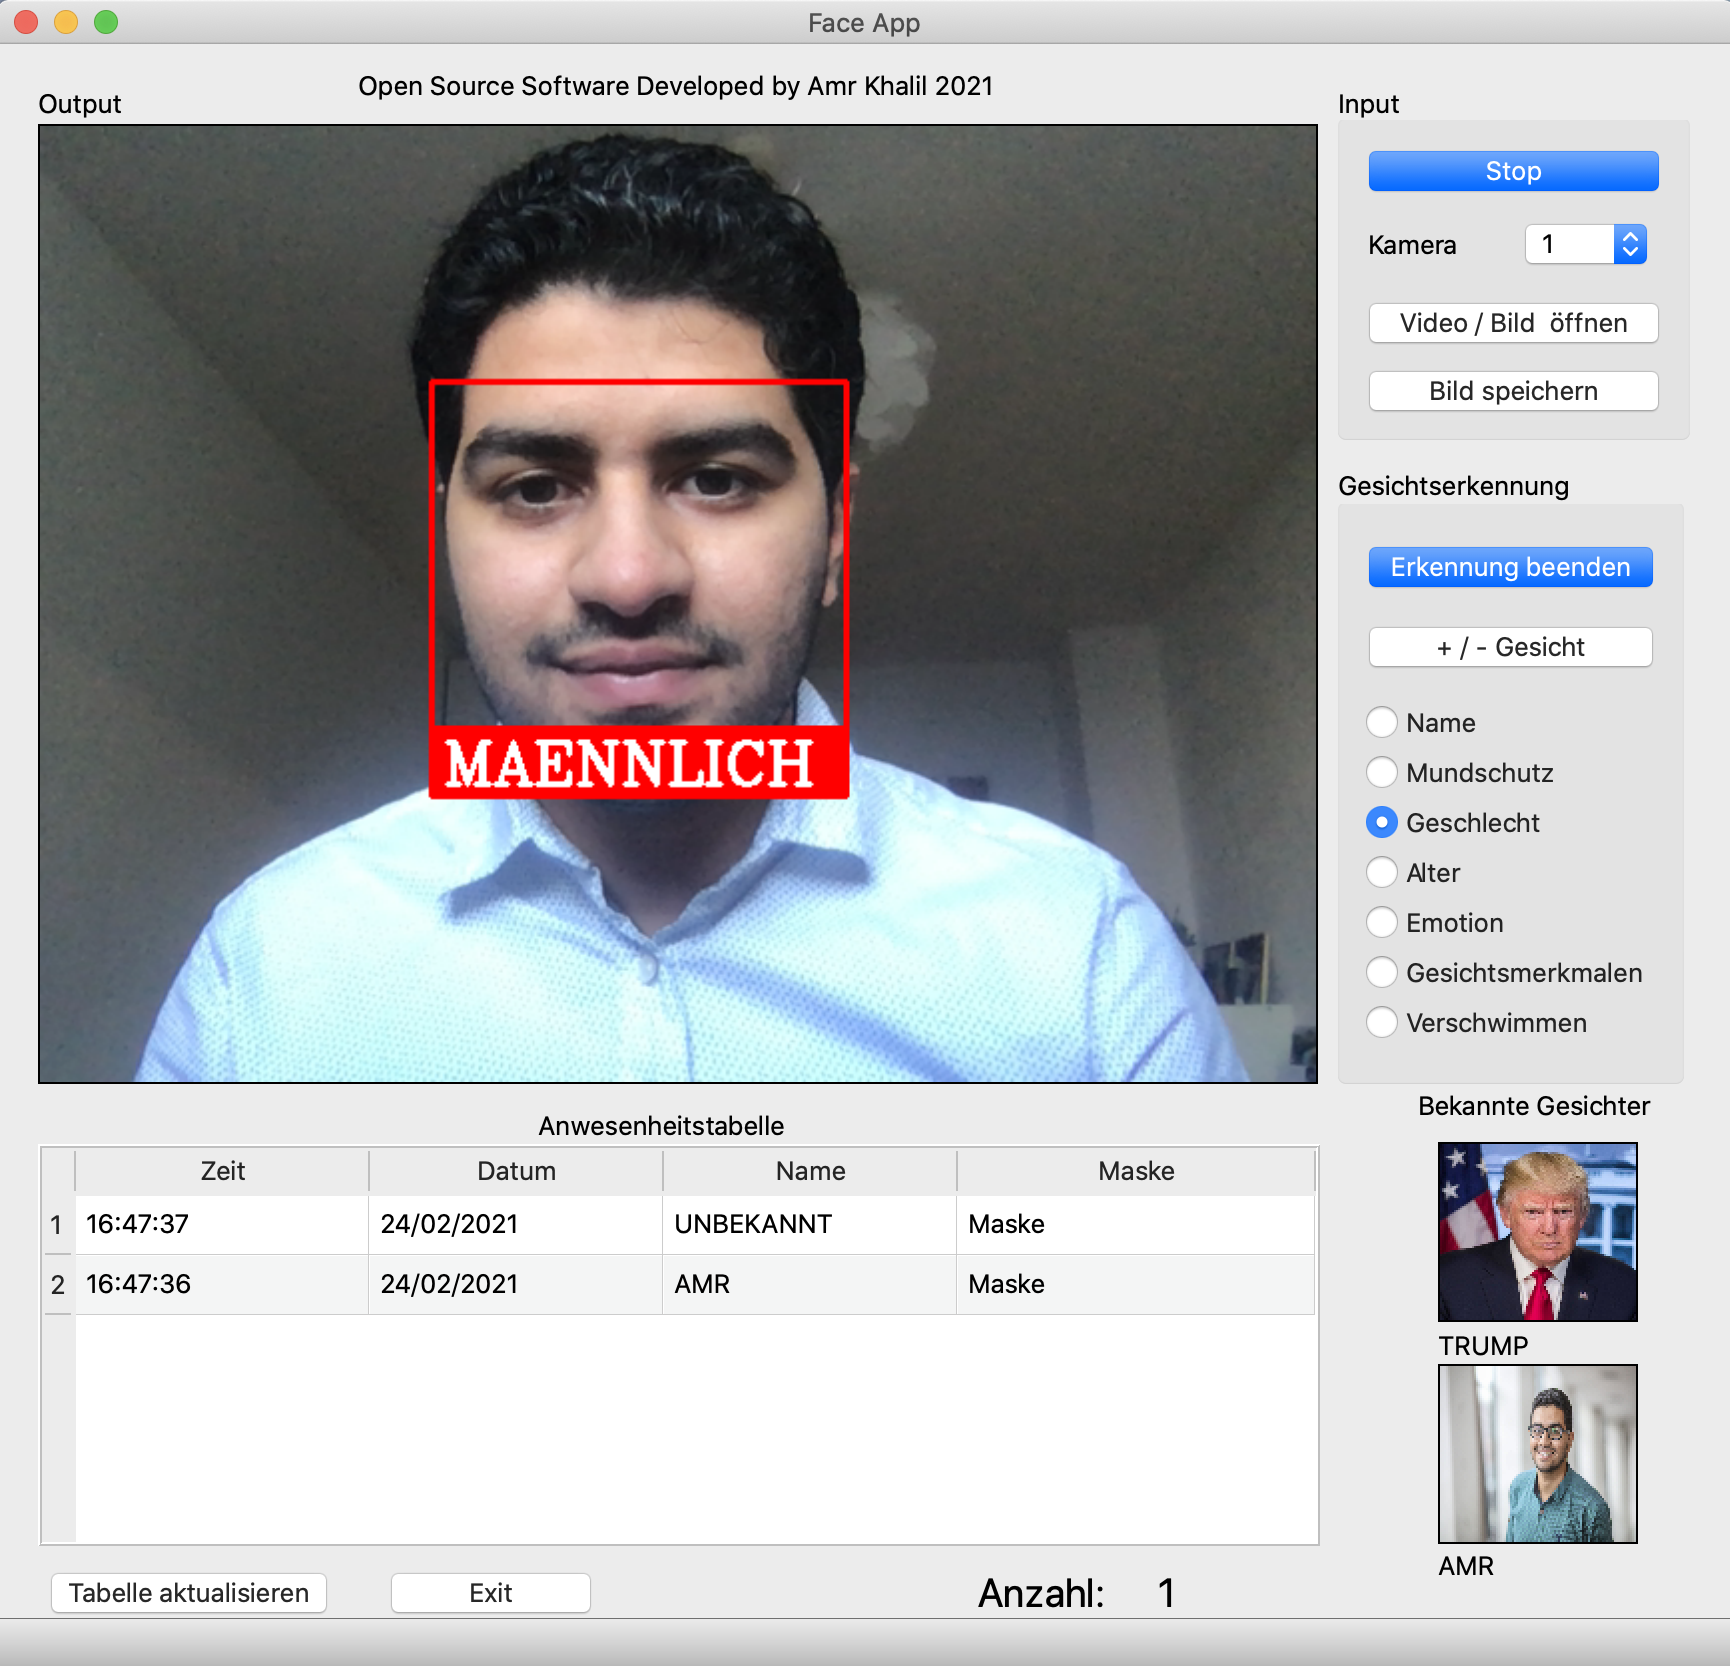 Face App
Open Source Software Developed by Amr Khalil 2021
Output
MAENNLICH
Input
Stop
Kamera 1
Video / Bild öffnen
Bild speichern
Gesichtserkennung
Erkennung beenden
+ / - Gesicht
Name
Mundschutz
Geschlecht
Alter
Emotion
Gesichtsmerkmalen
Verschwimmen
Anwesenheitstabelle
Zeit Datum Name Maske
1 16:47:37 24/02/2021 UNBEKANNT Maske
2 16:47:36 24/02/2021 AMR Maske
Bekannte Gesichter
TRUMP
AMR
Tabelle aktualisieren Exit Anzahl: 1